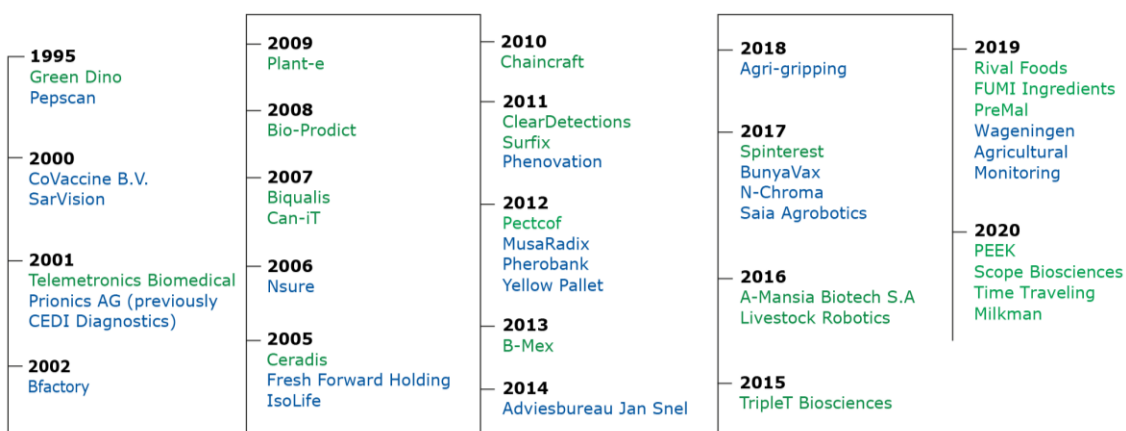 1995
Green Dino
Pepscan
2000
CoVaccine B.V.
SarVision
2001
Telemetronics Biomedical
Prionics AG (previously
CEDI Diagnostics)
2002
Bfactory
2009
Plant-e
2008
Bio-Prodict
2007
Biqualis
Can-iT
2006
Nsure
2005
Ceradis
Fresh Forward Holding
IsoLife
2010
Chaincraft
2011
ClearDetections
Surfix
Phenovation
2012
Pectcof
MusaRadix
Pherobank
Yellow Pallet
2013
B-Mex
2014
Adviesbureau Jan Snel
2018
Agri-gripping
2017
Spinterest
BunyaVax
N-Chroma
Saia Agrobotics
2016
A-Mansia Biotech S.A
Livestock Robotics
2015
TripleT Biosciences
2019
Rival Foods
FUMI Ingredients
PreMal
Wageningen
Agricultural
Monitoring
2020
PEEK
Scope Biosciences
Time Traveling
Milkman